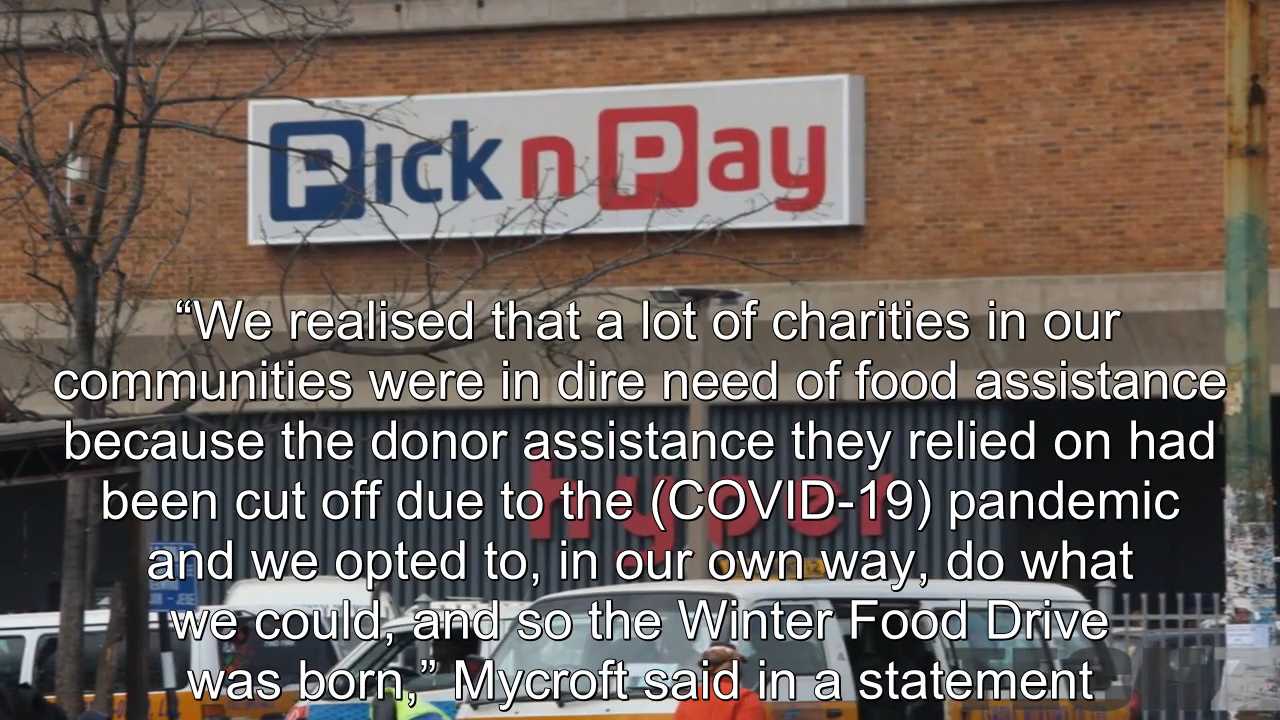 Pick n Pay
“We realised that a lot of charities in our
communities were in dire need of food assistance
because the donor assistance they relied on had
hyper
been cut off due to the (COVID-19) pandemic
and we opted to, in our own way, do what
we could, and so the Winter Food Drive
was born,” Mycroft said in a statement